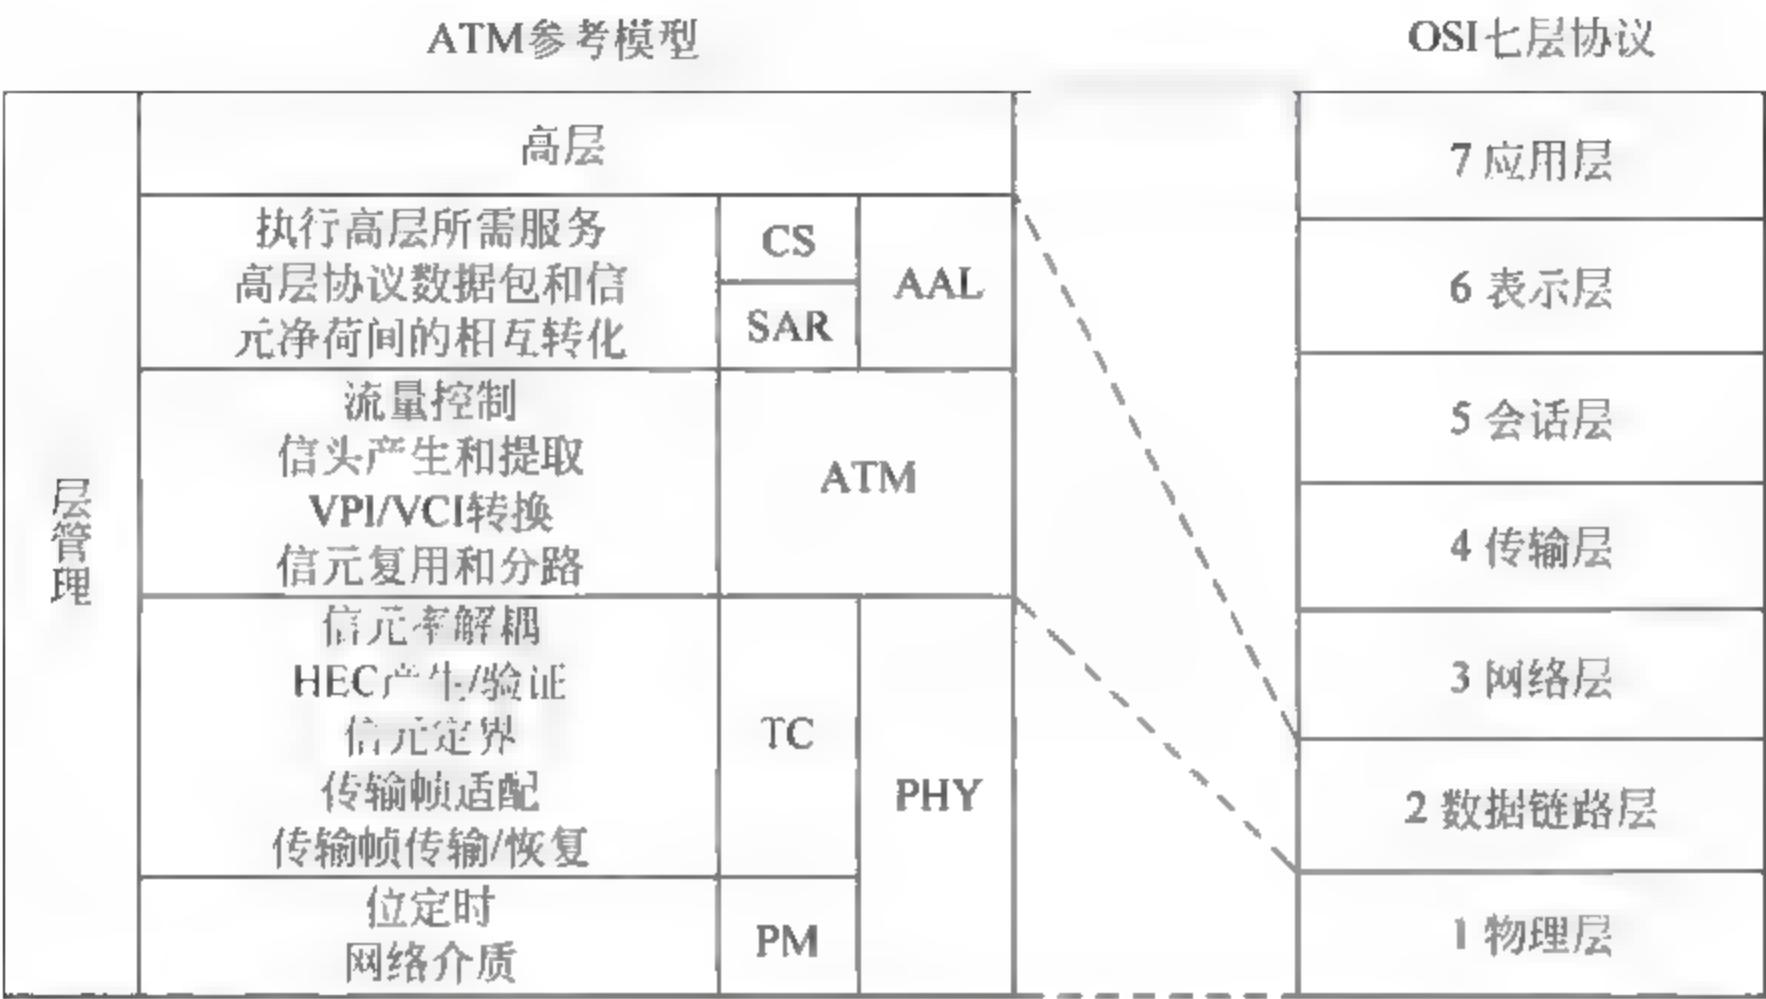 ATM参考模型
OSI七层协议
层管理
高层
执行高层所需服务
高层协议数据包和信
元净荷间的相互转化
CS
SAR
AAL
流量控制
信头产生和提取
VPI/VCI转换
信元复用和分路
ATM
信元率解耦
HEC产生/验证
信元定界
传输帧适配
传输帧传输/恢复
TC
PHY
位定时
网络介质
PM
7 应用层
6 表示层
5 会话层
4 传输层
3 网络层
2 数据链路层
1 物理层